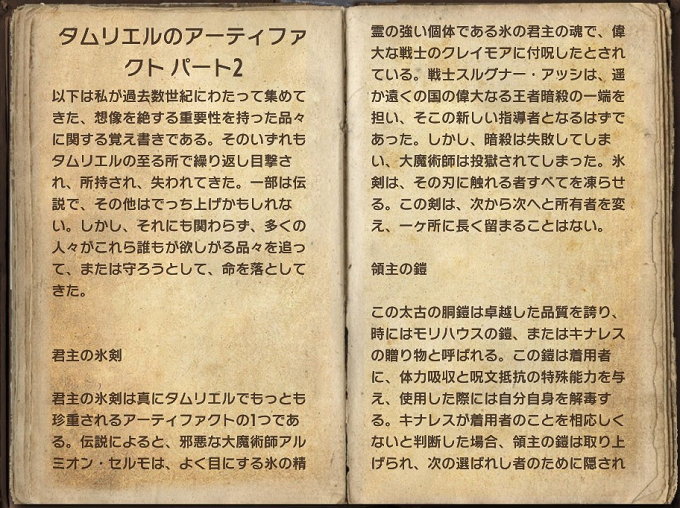 タムリエルのアーティファ
クト パート2
以下は私が過去数世紀にわたって集めて
きた、想像を絶する重要性を持った品々
に関する覚え書きである。そのいずれも
タムリエルの至る所で繰り返し目撃さ
れ、所持され、失われてきた。一部は伝
説で、その他はでっち上げかもしれな
い。しかし、それにも関わらず、多くの
人々がこれら誰もが欲しがる品々を追っ
て、または守ろうとして、命を落として
きた。
君主の氷剣
君主の氷剣は真にタムリエルでもっとも
珍重されるアーティファクトの1つであ
る。伝説によると、邪悪な大魔術師アル
ミオン・セルモは、よく目にする氷の精
霊の強い個体である氷の君主の魂で、偉
大な戦士のクレイモアに付呪したとされ
ている。戦士スルグナー・アッシは、遥
か遠くの国の偉大なる王者暗殺の一端を
担い、そこの新しい指導者となるはずで
あった。しかし、暗殺は失敗してしま
い、大魔術師は投獄されてしまった。氷
剣は、その刃に触れる者すべてを凍らせ
る。この剣は、次から次へと所有者を変
え、一ヶ所に長く留まることはない。
領主の鎧
この太古の胴鎧は卓越した品質を誇り、
時にはモリハウスの鎧、またはキナレス
の贈り物と呼ばれる。この鎧は着用者
に、体力吸収と呪文抵抗の特殊能力を与
え、使用した際には自分自身を解毒す
る。キナレスが着用者のことを相応しく
ないと判断した場合、領主の鎧は取り上
げられ、次の選ばれし者のために隠され